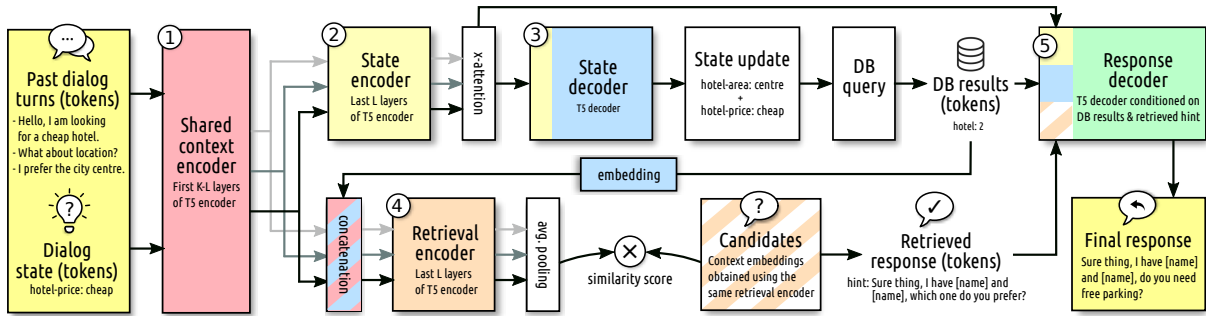 ...
Past dialog
turns (tokens)
- Hello, I am looking
for a cheap hotel.
- What about location?
- I prefer the city centre.
?
Dialog
state (tokens)
hotel-price: cheap
1
Shared
context
encoder
First K-L layers
of T5 encoder
2
State
encoder
Last L layers
of T5 encoder
x-attention
3
State
decoder
T5 decoder
State update
hotel-area: centre
+
hotel-price: cheap
DB
query
DB results
(tokens)
hotel: 2
5
Response
decoder
T5 decoder conditioned on
DB results & retrieved hint
embedding
concatenation
4
Retrieval
encoder
Last L layers
of T5 encoder
avg. pooling
similarity score
?
Candidates
Context embeddings
obtained using the
same retrieval encoder
Retrieved
response (tokens)
hint: Sure thing, I have [name] and
[name], which one do you prefer?
Final response
Sure thing, I have [name]
and [name], do you need
free parking?